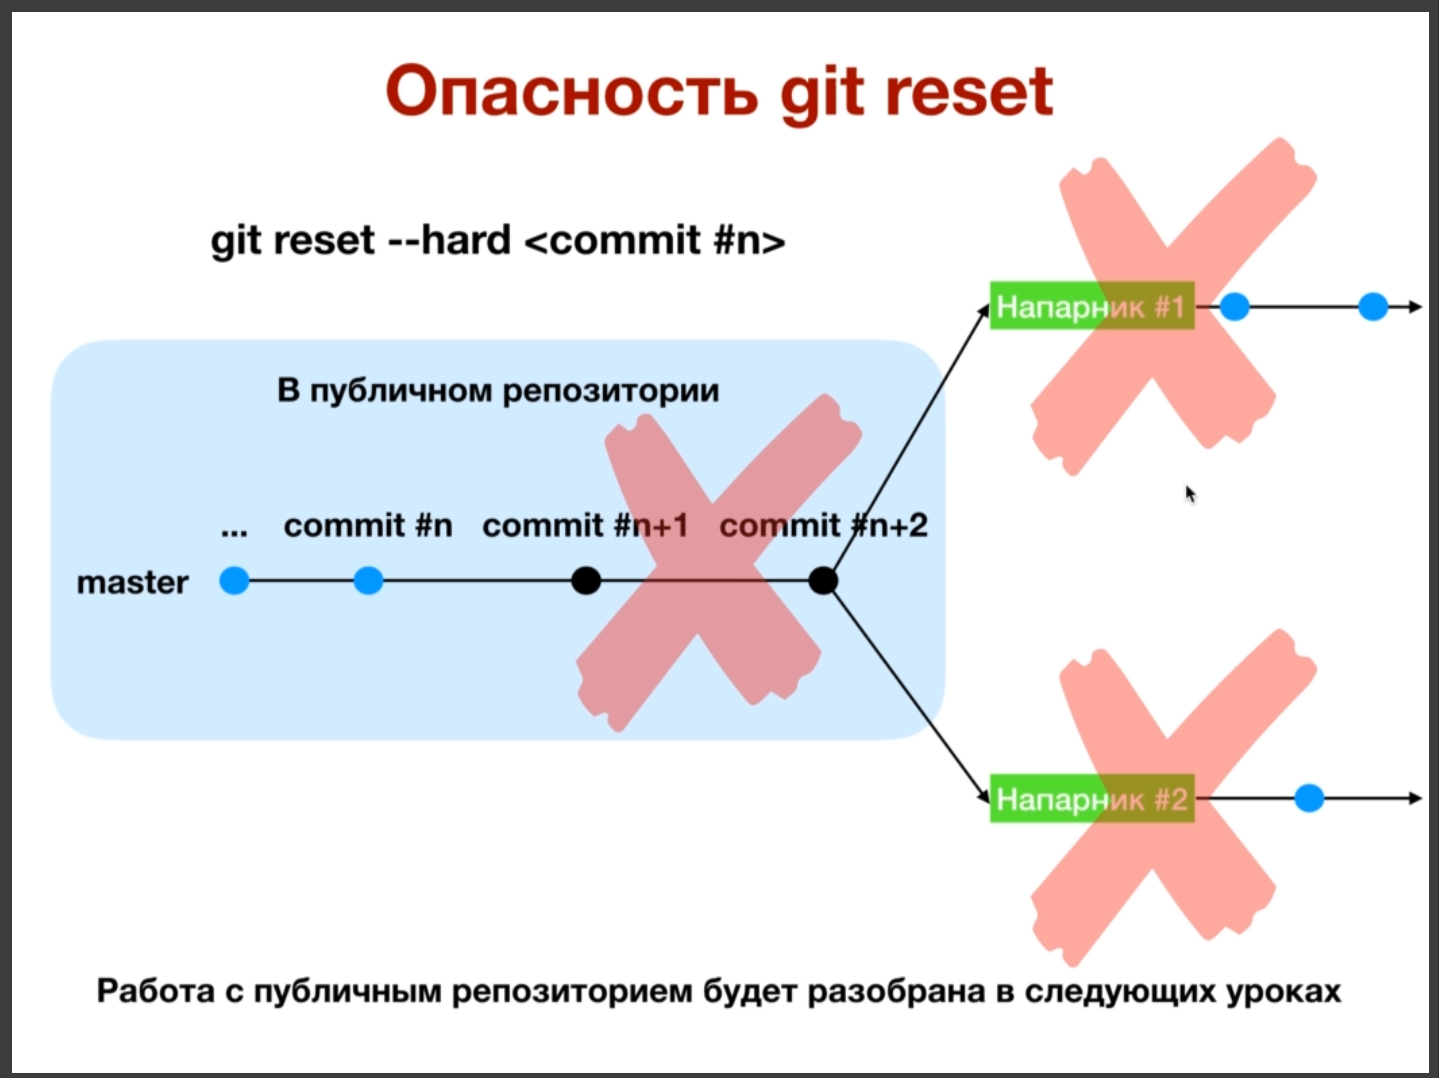 Опасность git reset
git reset --hard <commit #n>
Напарник #1
В публичном репозитории
... commit #n commit #n+1 commit #n+2
master
Напарник #2
Работа с публичным репозиторием будет разобрана в следующих уроках